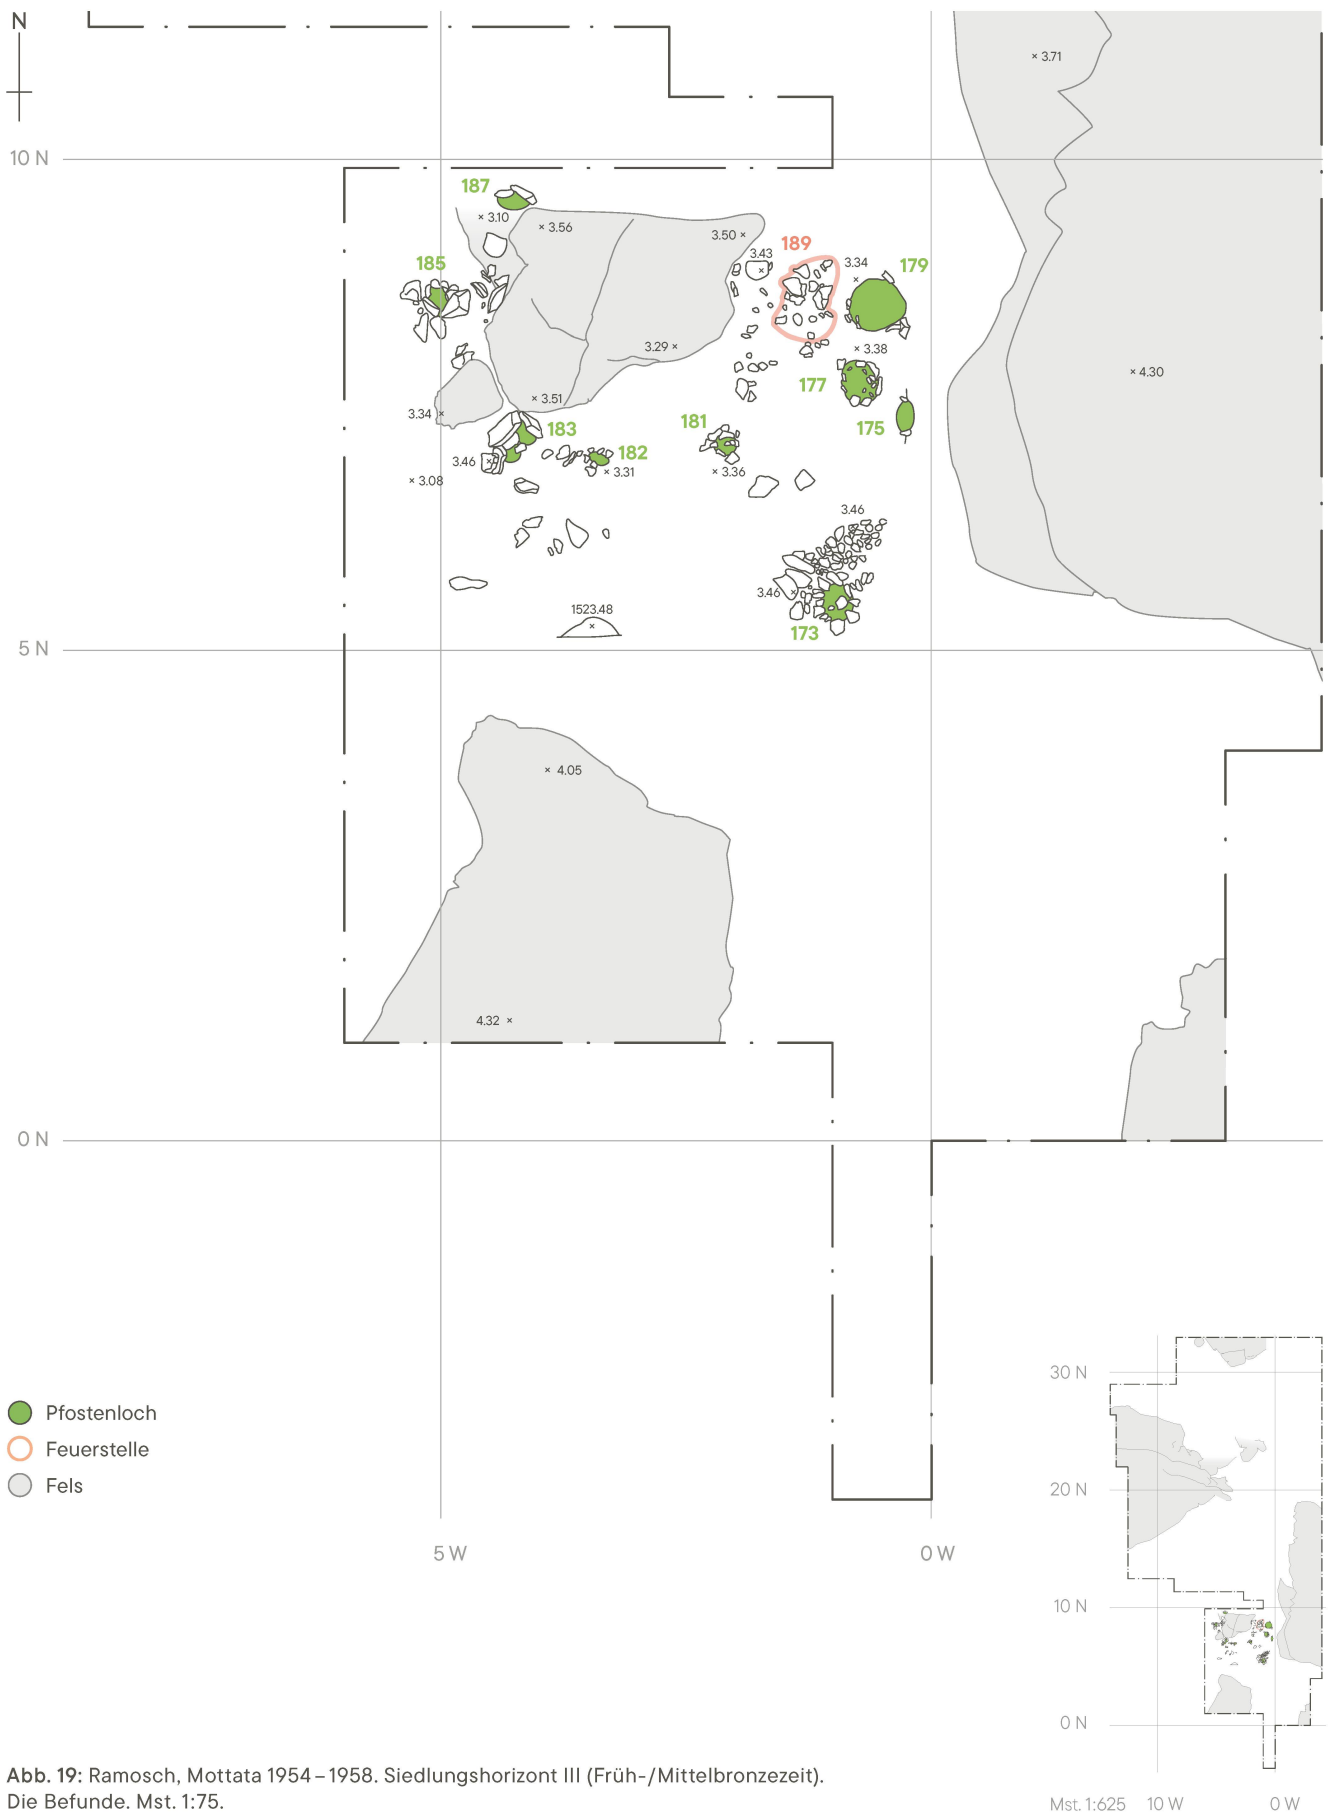 N
× 3.71
10 N
187
× 3.10
× 3.56
3.50 ×
189
3.43
3.34
179
185
3.29 ×
× 3.38
× 4.30
177
3.34 ×
× 3.51
175
183
181
182
3.46
× 3.31
× 3.36
× 3.08
3.46
3.46
1523.48
173
5 N
× 4.05
4.32 ×
0 N
Pfostenloch
Feuerstelle
Fels
5 W
0 W
30 N
20 N
10 N
0 N
Mst. 1:625
10 W
0 W
Abb. 19: Ramosch, Mottata 1954–1958. Siedlungshorizont III (Früh-/Mittelbronzezeit).
Die Befunde. Mst. 1:75.